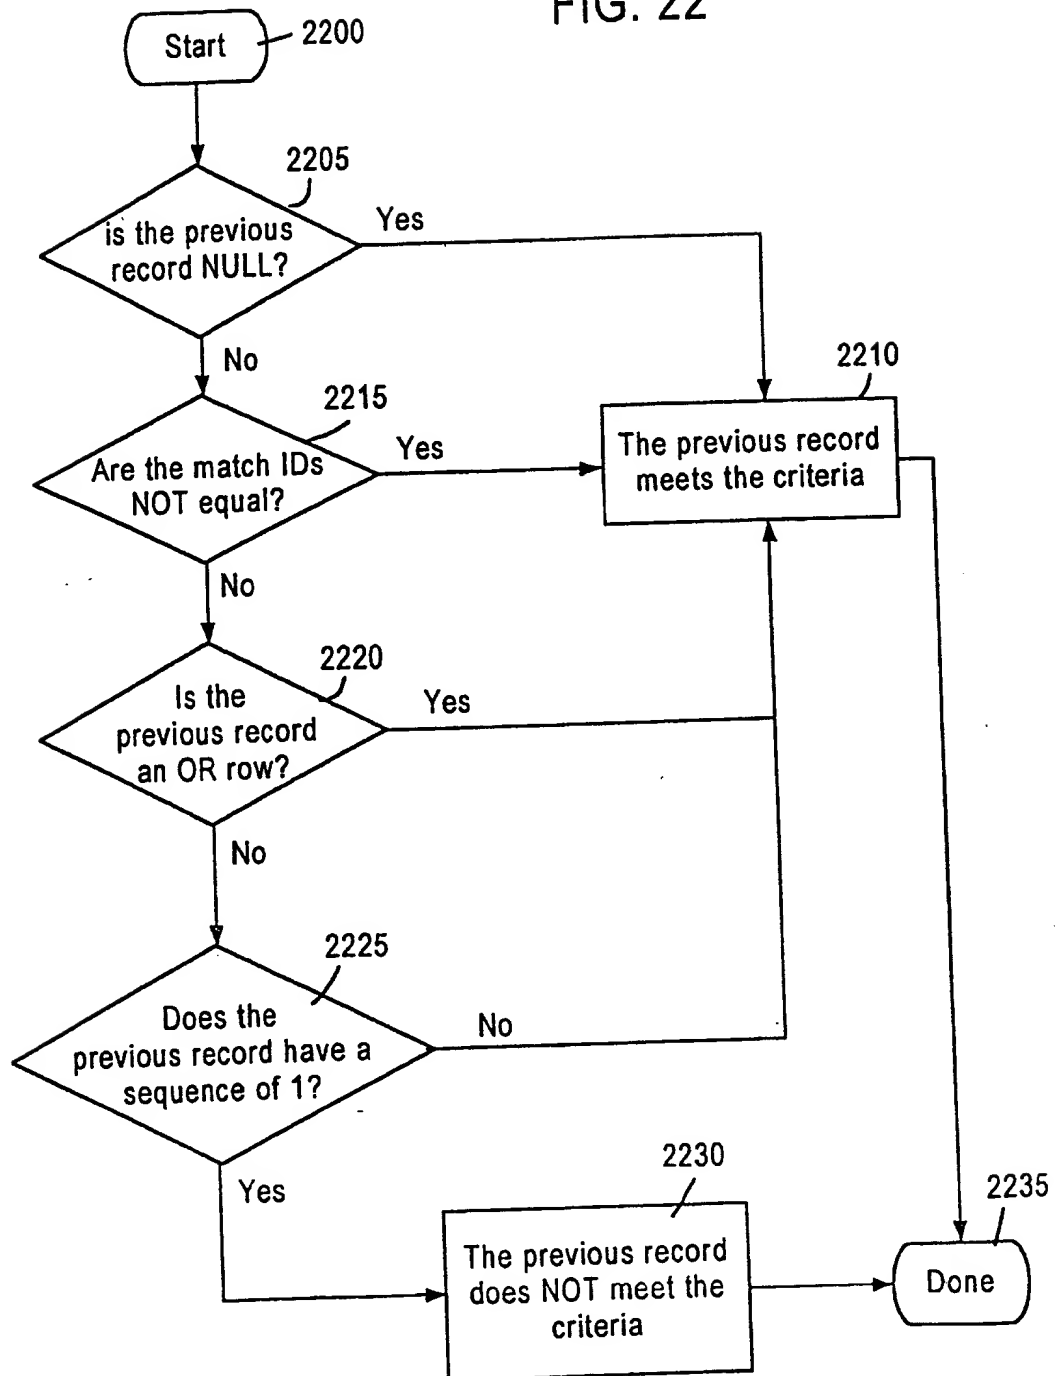 FIG. 22
Start
2200
2205
is the previous
record NULL?
Yes
No
2210
The previous record
meets the criteria
2215
Are the match IDs
NOT equal?
Yes
No
2220
Is the
previous record
an OR row?
Yes
No
2225
Does the
previous record have a
sequence of 1?
No
Yes
2230
The previous record
does NOT meet the
criteria
2235
Done